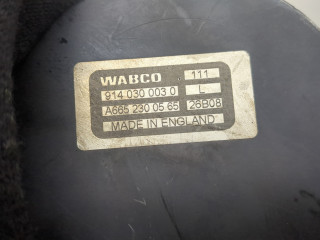 WABCO 111
914 030 003 0 L
A665 230 05 65 26B08
MADE IN ENGLAND